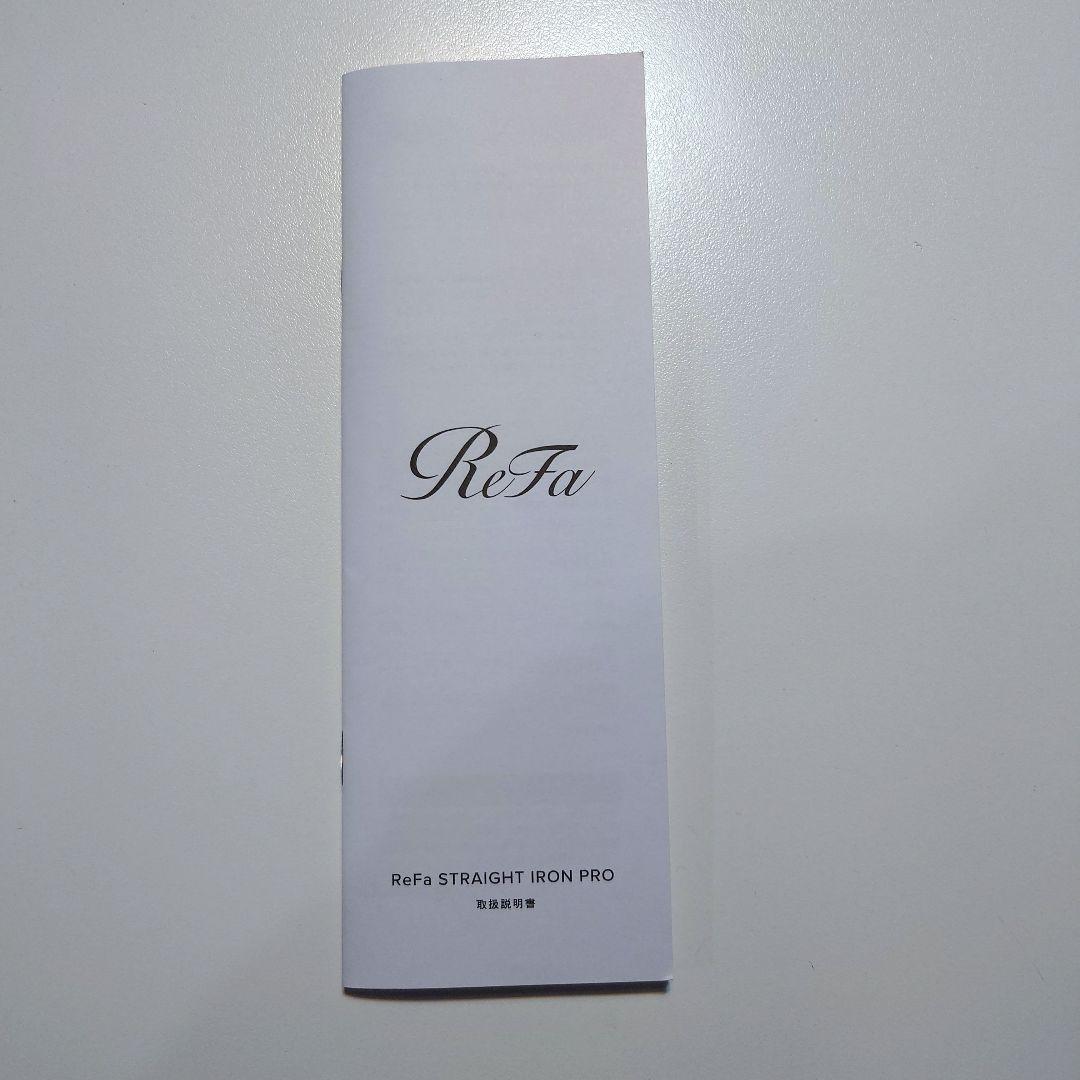 ReFa
ReFa STRAIGHT IRON PRO
取扱説明書